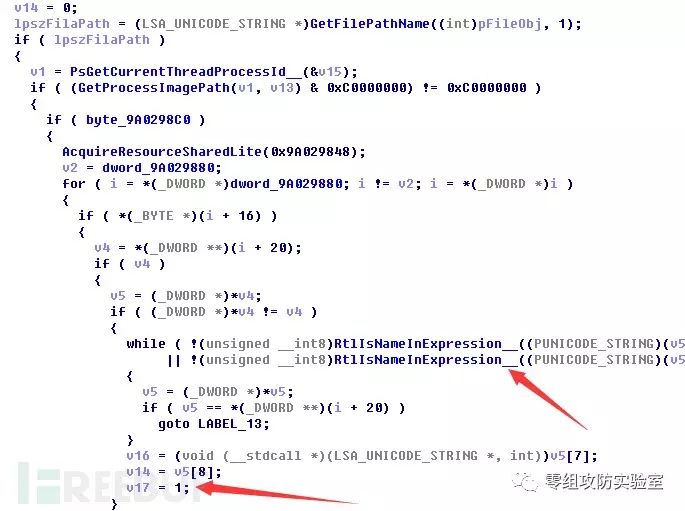 v14 = 0;
lpszFilaPath = (LSA_UNICODE_STRING *)GetFilePathName((int)pFileObj, 1);
if ( lpszFilaPath )
{
v1 = PsGetCurrentThreadProcessId__(&v15);
if ( (GetProcessImagePath(v1, v13) & 0xC0000000) != 0xC0000000 )
{
if ( byte_9A0298C0 )
{
AcquireResourceSharedLite(0x9A029848);
v2 = dword_9A029880;
for ( i = *(_DWORD *)dword_9A029880; i != v2; i = *(_DWORD *)i )
{
if ( *(_BYTE *)(i + 16) )
{
v4 = *(_DWORD **)(i + 20);
if ( v4 )
{
v5 = (_DWORD *)*v4;
if ( (_DWORD *)*v4 != v4 )
{
while ( !(unsigned __int8)RtlIsNameInExpression__((PUNICODE_STRING)(v5
|| !(unsigned __int8)RtlIsNameInExpression__((PUNICODE_STRING)(v5
{
v5 = (_DWORD *)*v5;
if ( v5 == *(_DWORD **)(i + 20) )
goto LABEL_13;
}
v16 = (void (__stdcall *)(LSA_UNICODE_STRING *, int))v5[7];
v14 = v5[8];
v17 = 1;
}
FREEBUF
零组攻防实验室